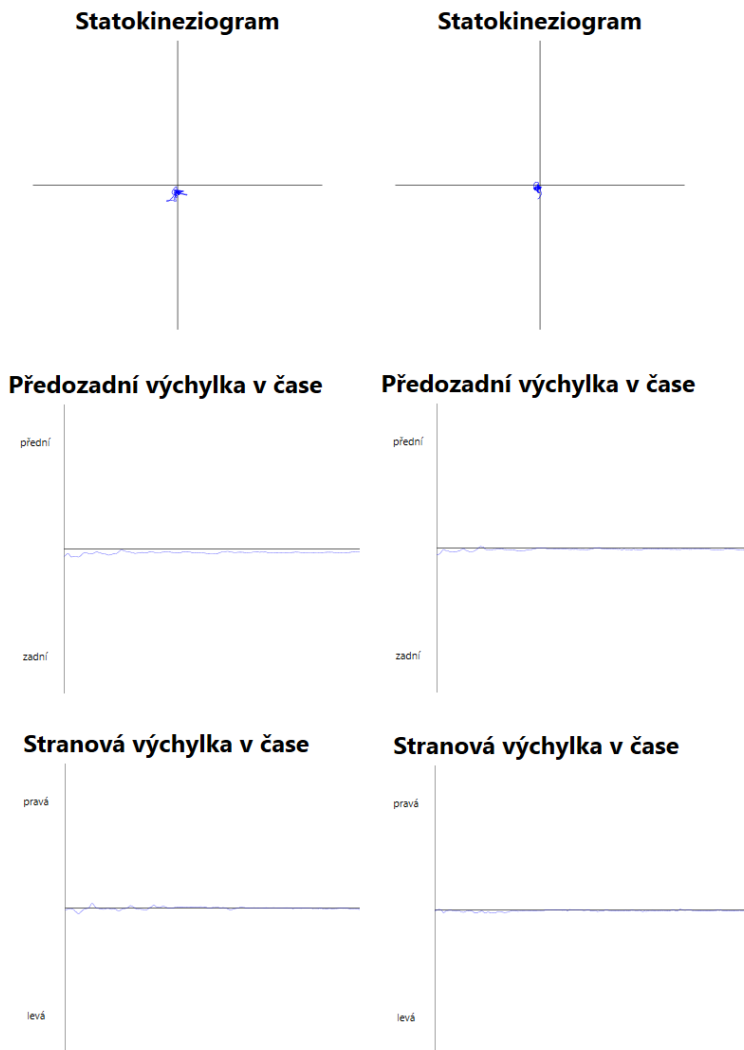 Statokineziogram
Statokineziogram
Předozadní výchylka v čase
Předozadní výchylka v čase
přední
přední
zadní
zadní
Stranová výchylka v čase
Stranová výchylka v čase
pravá
pravá
levá
levá